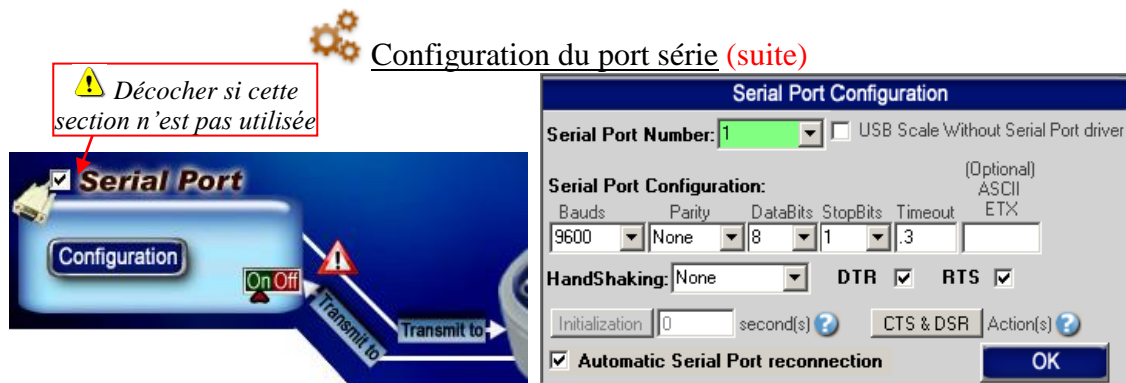 Configuration du port série (suite)
Décocher si cette
section n'est pas utilisée
Serial Port
Configuration
On Off
Transmit to
Transmit to
Serial Port Configuration
Serial Port Number: 1 USB Scale Without Serial Port driver
Serial Port Configuration:
(Optional)
ASCII
ETX
Bauds Parity DataBits StopBits Timeout
9600 None 8 1 .3
HandShaking: None DTR RTS
Initialization 0 second(s) ? CTS & DSR Action(s) ?
Automatic Serial Port reconnection OK